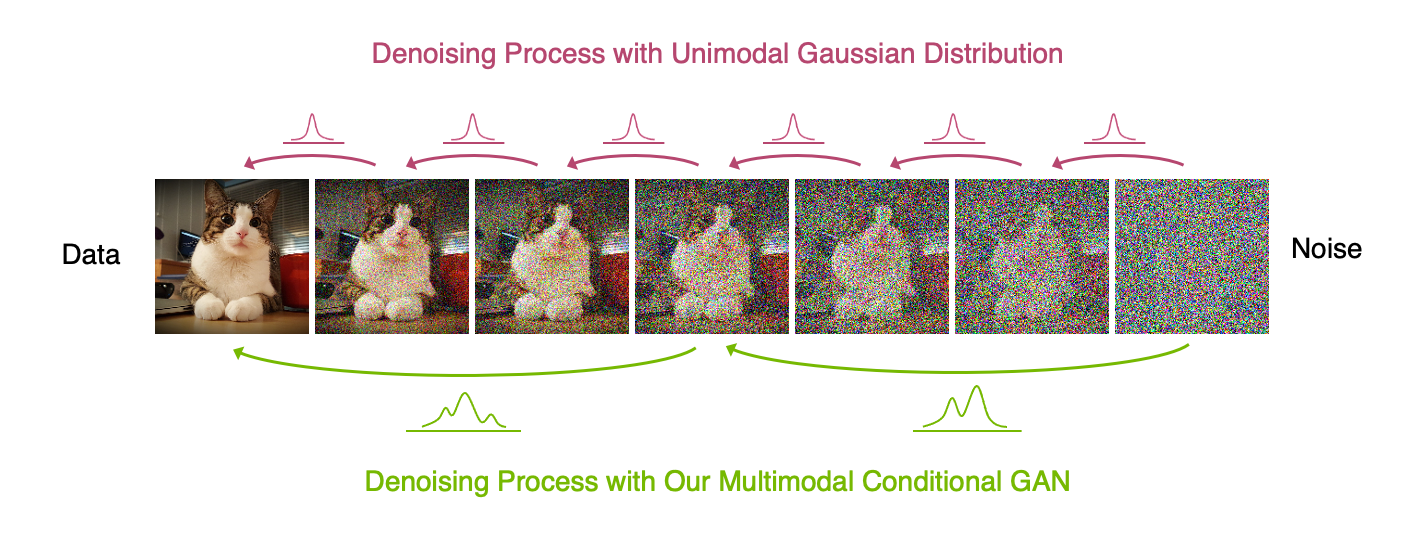 Denoising Process with Unimodal Gaussian Distribution
Data
Noise
Denoising Process with Our Multimodal Conditional GAN